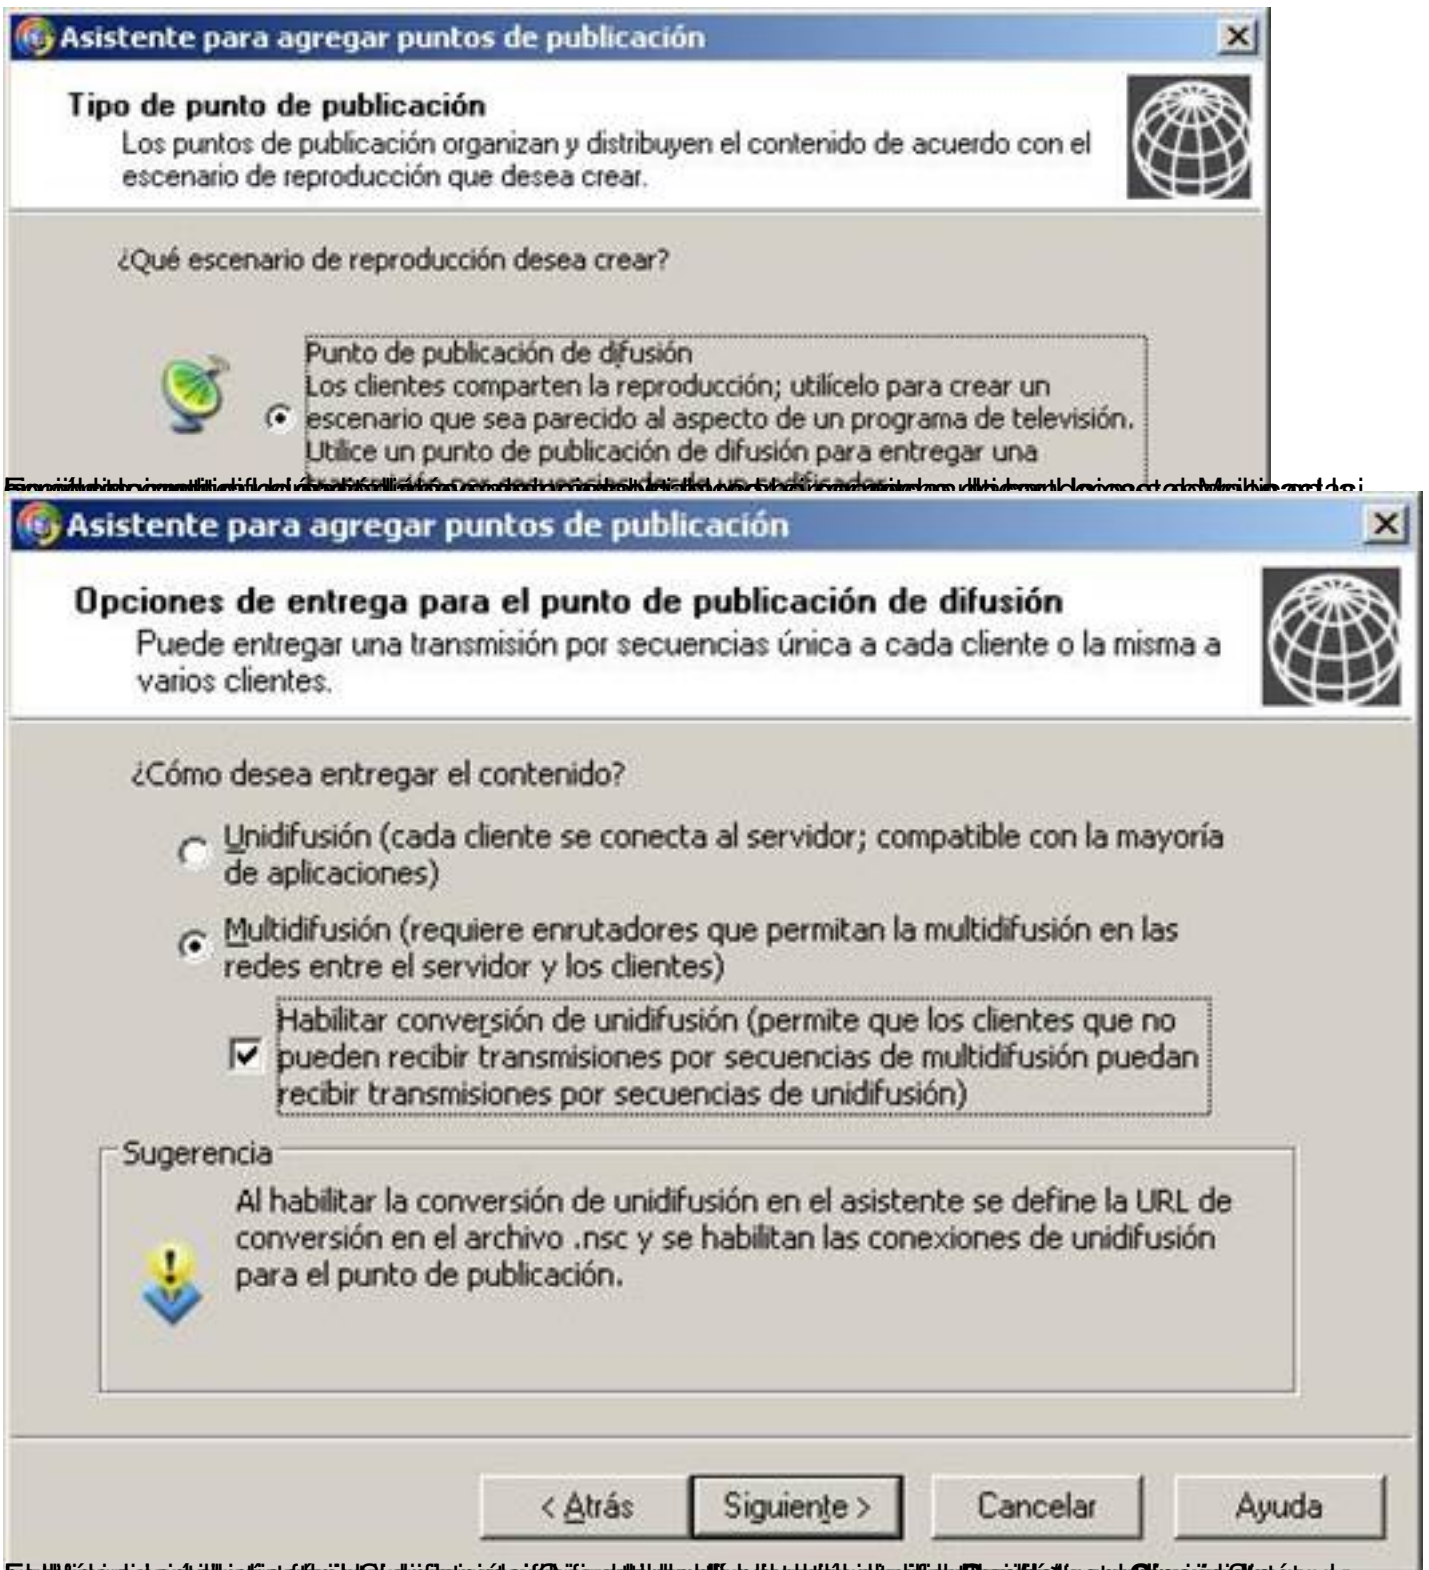 Asistente para agregar puntos de publicación
Tipo de punto de publicación
Los puntos de publicación organizan y distribuyen el contenido de acuerdo con el
escenario de reproducción que desea crear.
¿Qué escenario de reproducción desea crear?
Punto de publicación de difusión
Los clientes comparten la reproducción; utilícelo para crear un
escenario que sea parecido al aspecto de un programa de televisión.
Utilice un punto de publicación de difusión para entregar una
Asistente para agregar puntos de publicación
Opciones de entrega para el punto de publicación de difusión
Puede entregar una transmisión por secuencias única a cada cliente o la misma a
varios clientes.
¿Cómo desea entregar el contenido?
Unidifusión (cada cliente se conecta al servidor; compatible con la mayoría
de aplicaciones)
Multidifusión (requiere enrutadores que permitan la multidifusión en las
redes entre el servidor y los clientes)
Habilitar conversión de unidifusión (permite que los clientes que no
pueden recibir transmisiones por secuencias de multidifusión puedan
recibir transmisiones por secuencias de unidifusión)
Sugerencia
Al habilitar la conversión de unidifusión en el asistente se define la URL de
conversión en el archivo .nsc y se habilitan las conexiones de unidifusión
para el punto de publicación.
< Atrás
Siguiente >
Cancelar
Ayuda